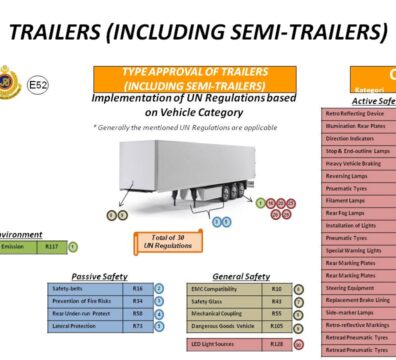 TRAILERS (INCLUDING SEMI-TRAILERS)
E52
TYPE APPROVAL OF TRAILERS
(INCLUDING SEMI-TRAILERS)
Implementation of UN Regulations based
on Vehicle Category
* Generally the mentioned UN Regulations are applicable
Total of 30
UN Regulations
Emission R117 1
Passive Safety
Safety-belts R16 2
Prevention of Fire Risks R34 3
Rear Under-run Protect R58 4
Lateral Protection R73 5
General Safety
EMC Compatibility R10 6
Safety Glass R43 7
Mechanical Coupling R55 8
Dangerous Goods Vehicle R105 9
LED Light Sources R128
Kategori
Active Safe
Retro Reflecting Device
Illumination Rear Plates
Direction Indicators
Stop & End-outline Lamps
Heavy Vehicle Braking
Reversing Lamps
Pnuematic Tyres
Filament Lamps
Rear Fog Lamps
Installation of Lights
Pneumatic Tyres
Special Warning Lights
Rear Marking Plates
Rear Marking Plates
Steering Equipment
Replacement Brake Lining
Side-marker Lamps
Retro-reflective Markings
Retread Pneumatic Tyres
Retread Pneumatic Tyres